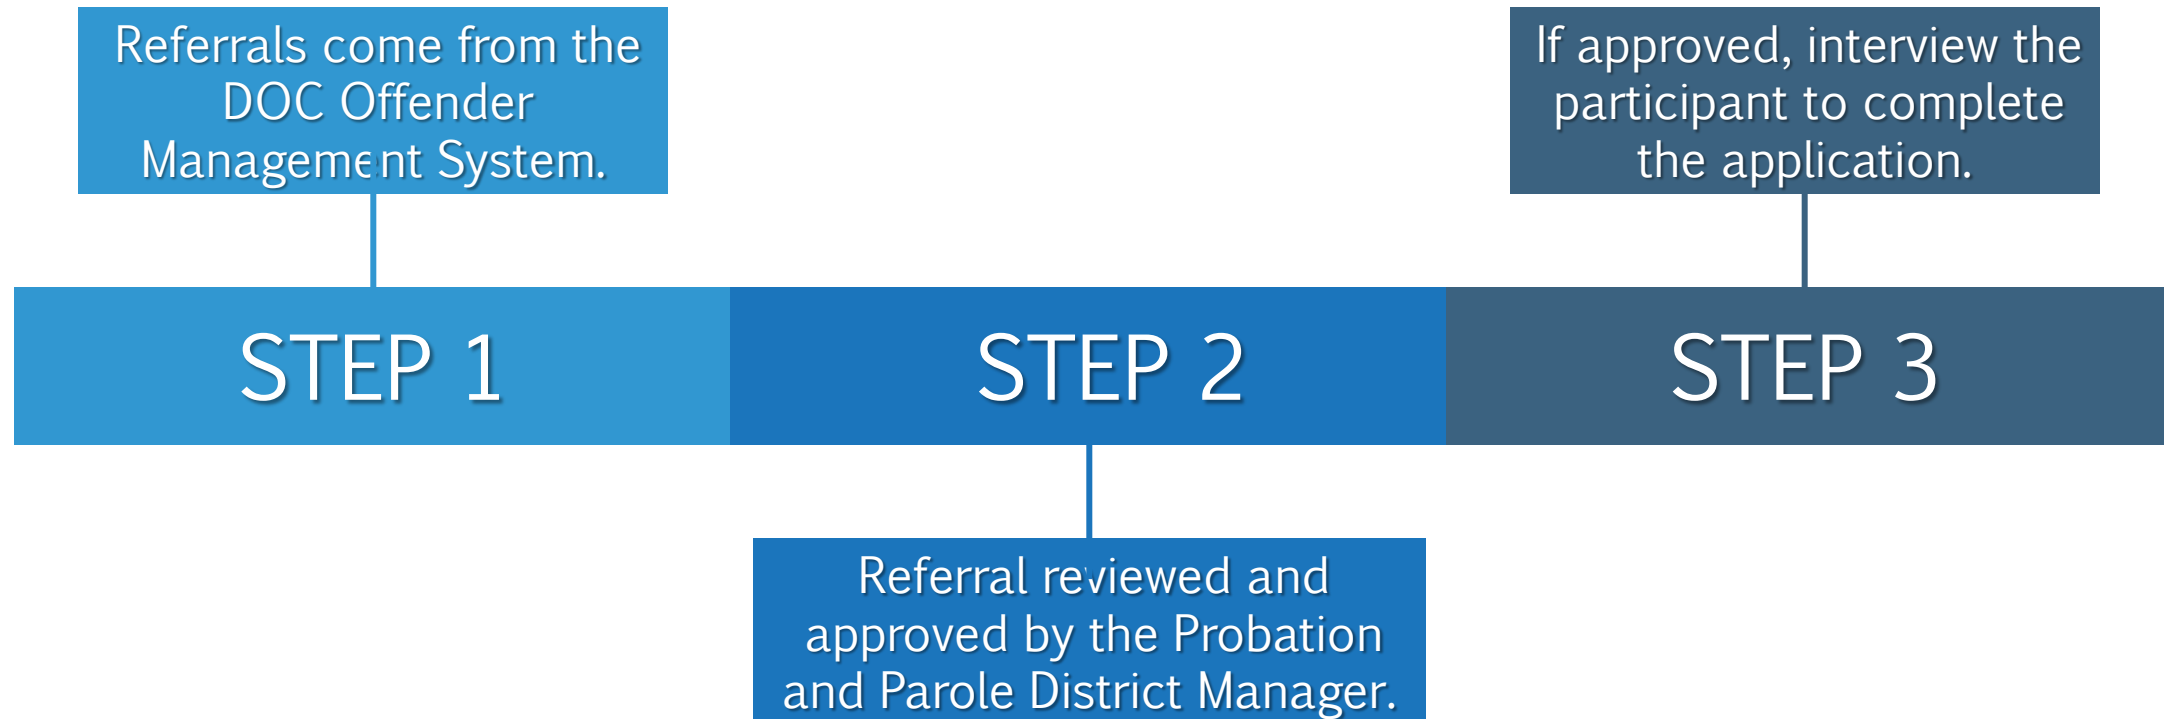 Referrals come from the
DOC Offender
Management System.
If approved, interview the
participant to complete
the application.
STEP 1
STEP 2
STEP 3
Referral reviewed and
approved by the Probation
and Parole District Manager.